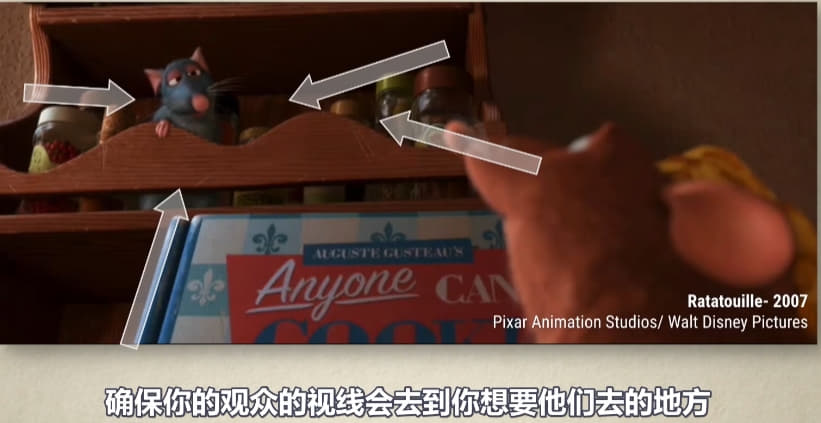 AUGUSTE GUSTEAU'S
Anyone CAN
COOK
Ratatouille- 2007
Pixar Animation Studios/ Walt Disney Pictures
确保你的观众的视线会去到你想要他们去的地方